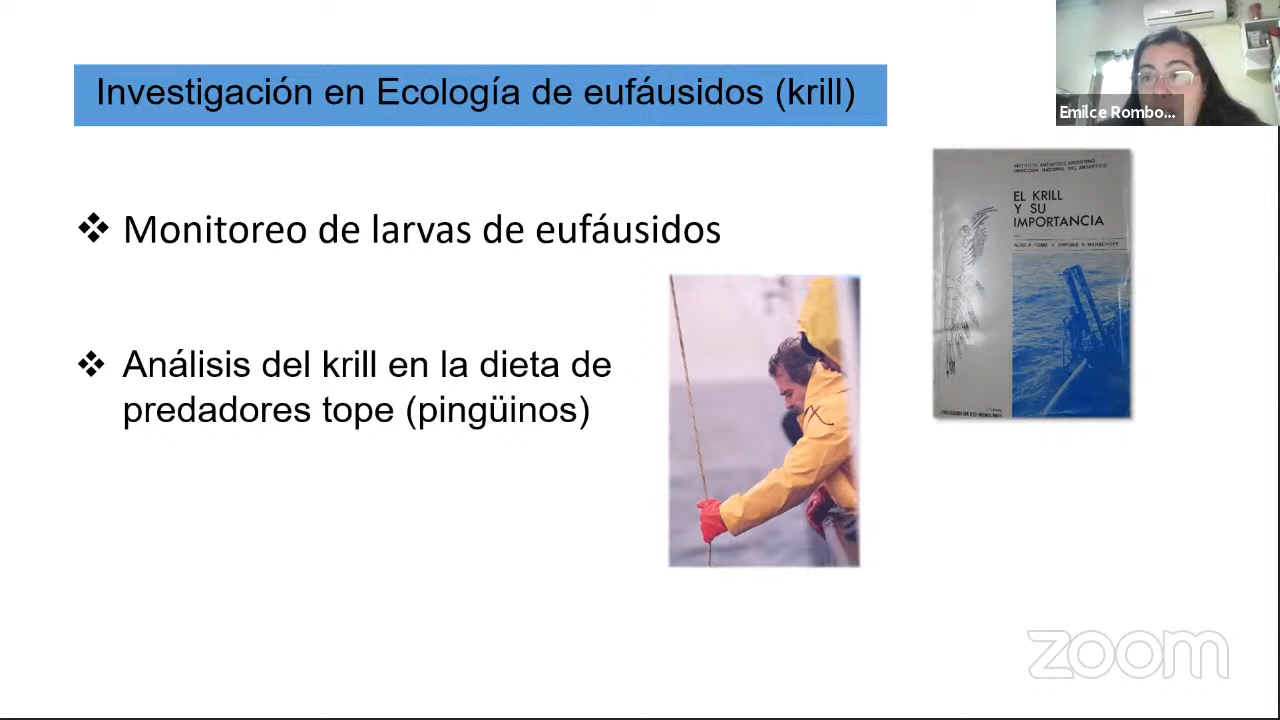 Investigación en Ecología de eufáusidos (krill)
Emilce Rombo...
❖ Monitoreo de larvas de eufáusidos
❖ Análisis del krill en la dieta de
predadores tope (pingüinos)
INSTITUTO ANTARTICO ARGENTINO
DIRECCION NACIONAL DEL ANTARTICO
EL KRILL
Y SU
IMPORTANCIA
zoom